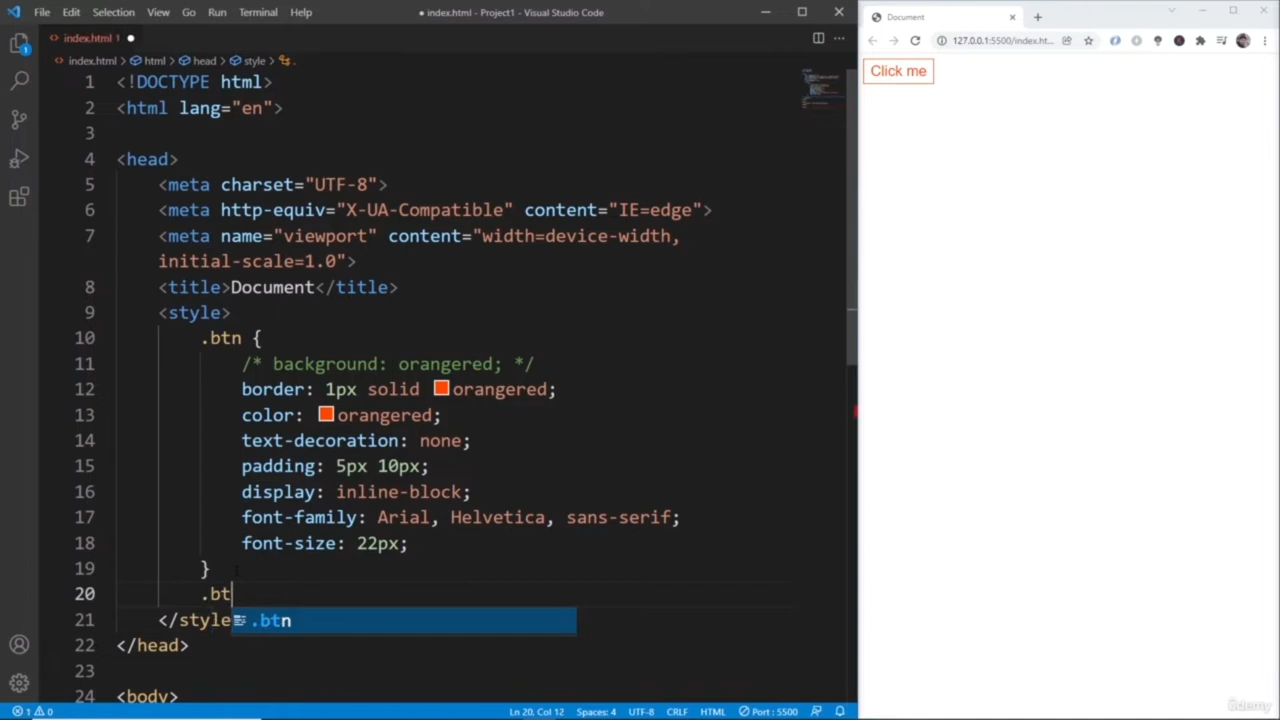 File Edit Selection View Go Run Terminal Help
● index.html - Project1 - Visual Studio Code
Document
index.html 1
127.0.0.1:5500/index.ht...
index.html > html > head > style > .
Click me
1 <!DOCTYPE html>
2 <html lang="en">
3
4 <head>
5 <meta charset="UTF-8">
6 <meta http-equiv="X-UA-Compatible" content="IE=edge">
7 <meta name="viewport" content="width=device-width,
initial-scale=1.0">
8 <title>Document</title>
9 <style>
10 .btn {
11 /* background: orangered; */
12 border: 1px solid orangered;
13 color: orangered;
14 text-decoration: none;
15 padding: 5px 10px;
16 display: inline-block;
17 font-family: Arial, Helvetica, sans-serif;
18 font-size: 22px;
19 }
20 .bt
21 </style
.btn
22 </head>
23
24 <body>
1 0 Ln 20, Col 12 Spaces: 4 UTF-8 CRLF HTML Port : 5500
ûdemy